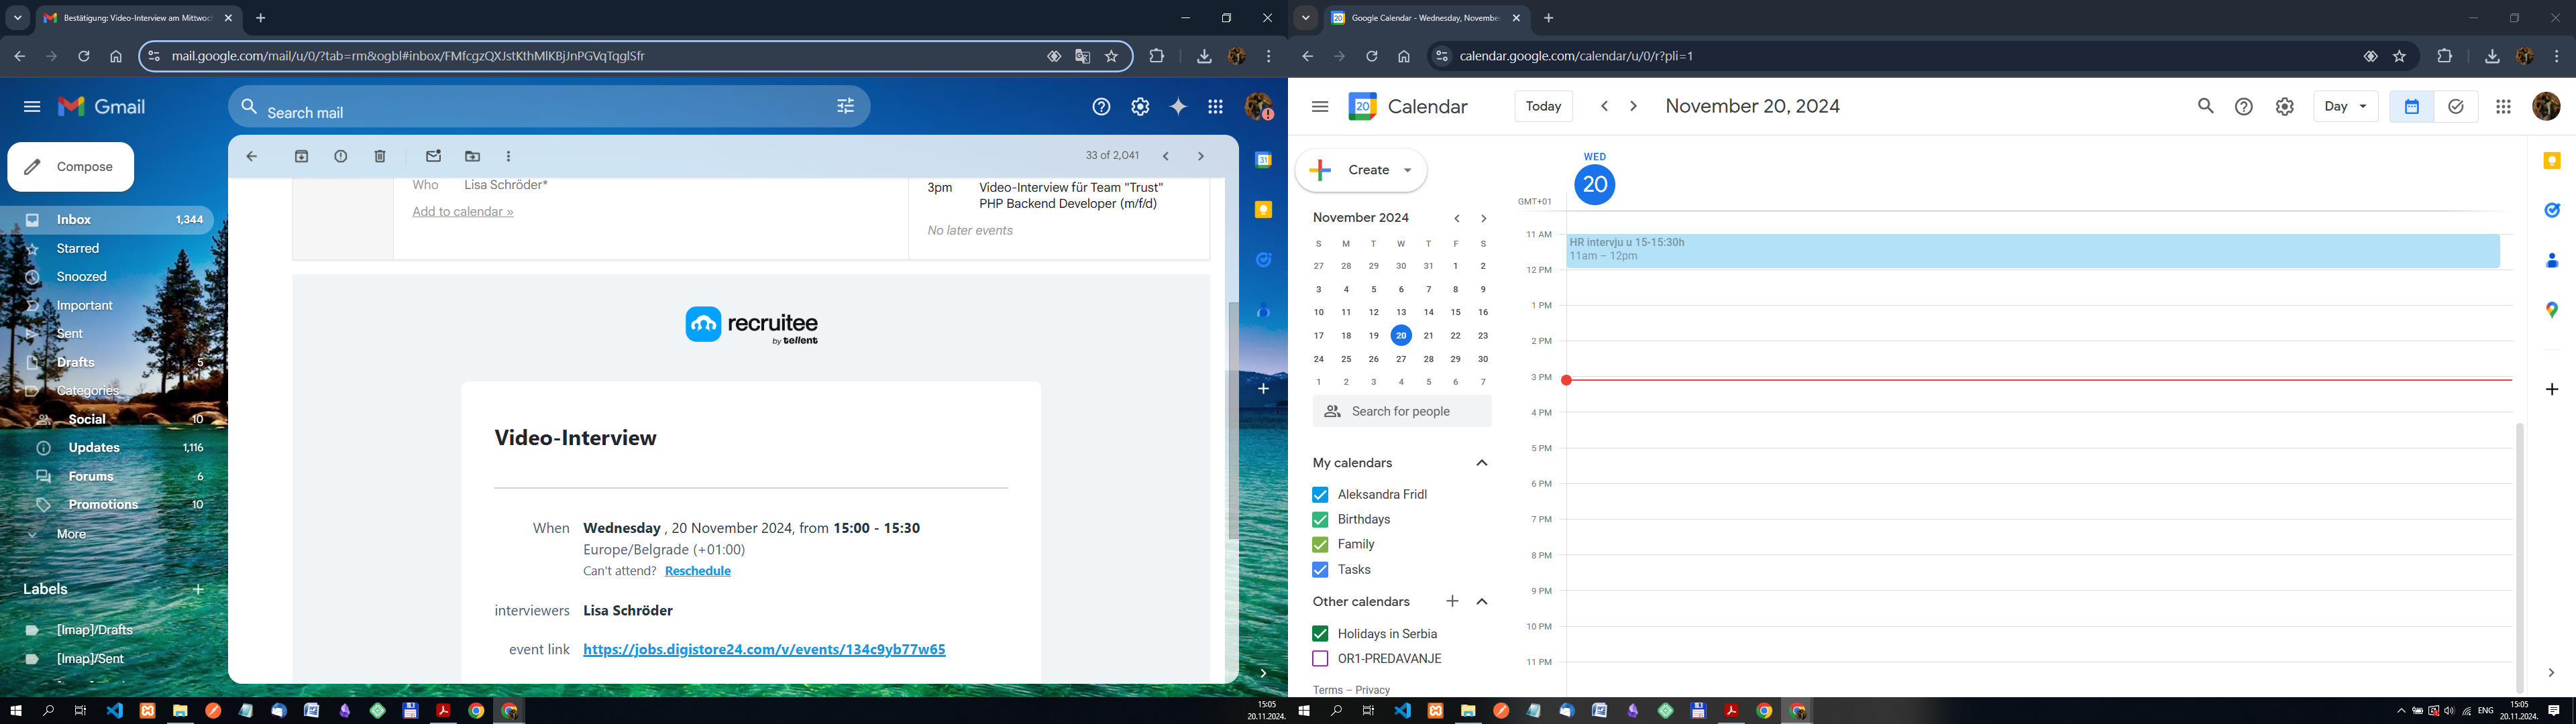 Bestätigung: Video-Interview am Mittwoc
mail.google.com/mail/u/0/?tab=rm&ogbl#inbox/FMfcgzQXJstKthMlKBjJnPGVqTqglSfr
Gmail
Search mail
Compose
33 of 2,041
Inbox 1,344
Starred
Snoozed
Important
Sent
Drafts 5
Categories
Social 10
Updates 1,116
Forums 6
Promotions 10
More
Labels
[Imap]/Drafts
[Imap]/Sent
Who Lisa Schröder*
Add to calendar »
3pm Video-Interview für Team "Trust"
PHP Backend Developer (m/f/d)
No later events
recruitee
by tellent
Video-Interview
When Wednesday , 20 November 2024, from 15:00 - 15:30
Europe/Belgrade (+01:00)
Can't attend? Reschedule
interviewers Lisa Schröder
event link https://jobs.digistore24.com/v/events/134c9yb77w65
15:05
20.11.2024.
Google Calendar - Wednesday, November
calendar.google.com/calendar/u/0/r?pli=1
20 Calendar
Today
November 20, 2024
Day
Create
November 2024
S M T W T F S
27 28 29 30 31 1 2
3 4 5 6 7 8 9
10 11 12 13 14 15 16
17 18 19 20 21 22 23
24 25 26 27 28 29 30
1 2 3 4 5 6 7
Search for people
My calendars
Aleksandra Fridl
Birthdays
Family
Tasks
Other calendars
Holidays in Serbia
OR1-PREDAVANJE
Terms – Privacy
WED
20
GMT+01
11 AM
HR intervju u 15-15:30h
11am – 12pm
12 PM
1 PM
2 PM
3 PM
4 PM
5 PM
6 PM
7 PM
8 PM
9 PM
10 PM
11 PM
ENG
15:05
20.11.2024.